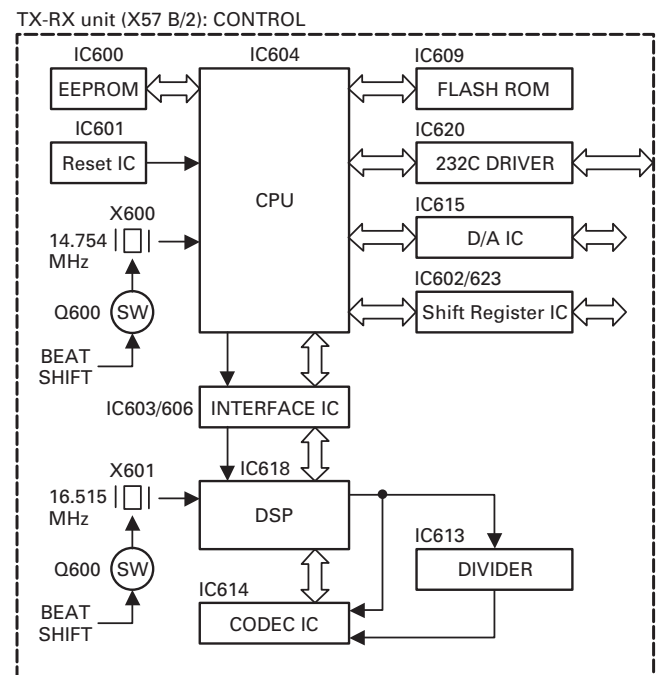 TX-RX unit (X57 B/2): CONTROL
IC600
EEPROM
IC604
CPU
IC609
FLASH ROM
IC601
Reset IC
IC620
232C DRIVER
X600
14.754
MHz
IC615
D/A IC
Q600
SW
IC602/623
Shift Register IC
BEAT
SHIFT
IC603/606
INTERFACE IC
X601
16.515
MHz
IC618
DSP
IC613
DIVIDER
Q600
SW
IC614
CODEC IC
BEAT
SHIFT